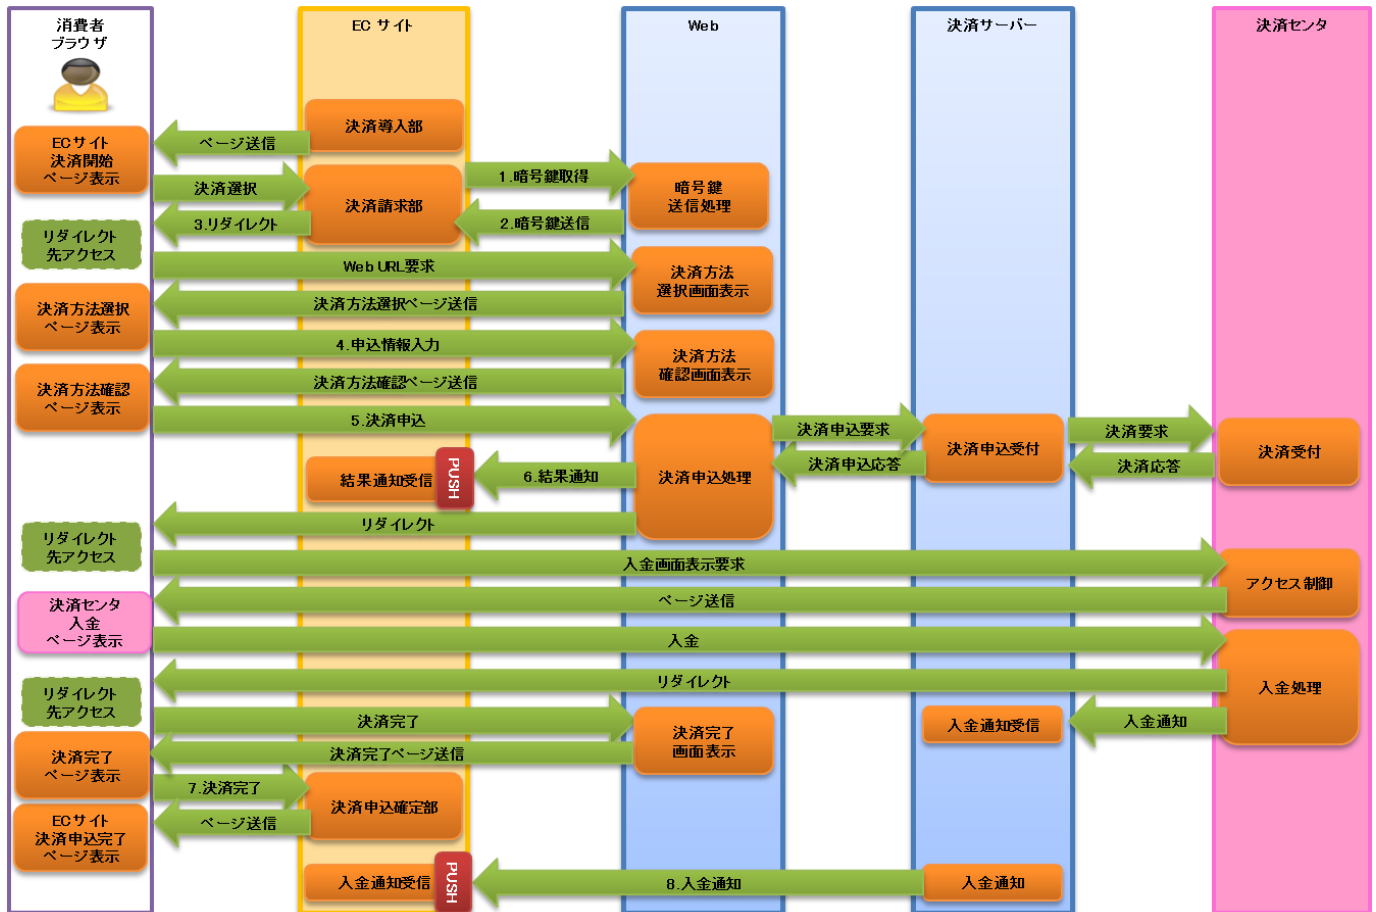 消費者
ブラウザ
ECサイト
Web
決済サーバー
決済センタ
決済導入部
ページ送信
ECサイト
決済開始
ページ表示
決済選択
決済請求部
1.暗号鍵取得
暗号鍵
送信処理
3.リダイレクト
2.暗号鍵送信
リダイレクト
先アクセス
Web URL要求
決済方法
選択画面表示
決済方法選択ページ送信
決済方法選択
ページ表示
4.申込情報入力
決済方法
確認画面表示
決済方法確認ページ送信
決済方法確認
ページ表示
5.決済申込
決済申込要求
決済申込受付
決済要求
決済受付
決済申込応答
決済応答
結果通知受信
PUSH
6.結果通知
決済申込処理
リダイレクト
リダイレクト
先アクセス
入金画面表示要求
アクセス制御
ページ送信
決済センタ
入金
ページ表示
入金
リダイレクト
入金処理
リダイレクト
先アクセス
決済完了
決済完了
画面表示
入金通知受信
入金通知
決済完了ページ送信
決済完了
ページ表示
7.決済完了
決済申込確定部
ページ送信
ECサイト
決済申込完了
ページ表示
入金通知受信
PUSH
8.入金通知
入金通知